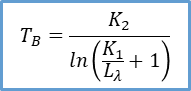 T_B = K_2 / ln(K_1 / L_λ + 1)